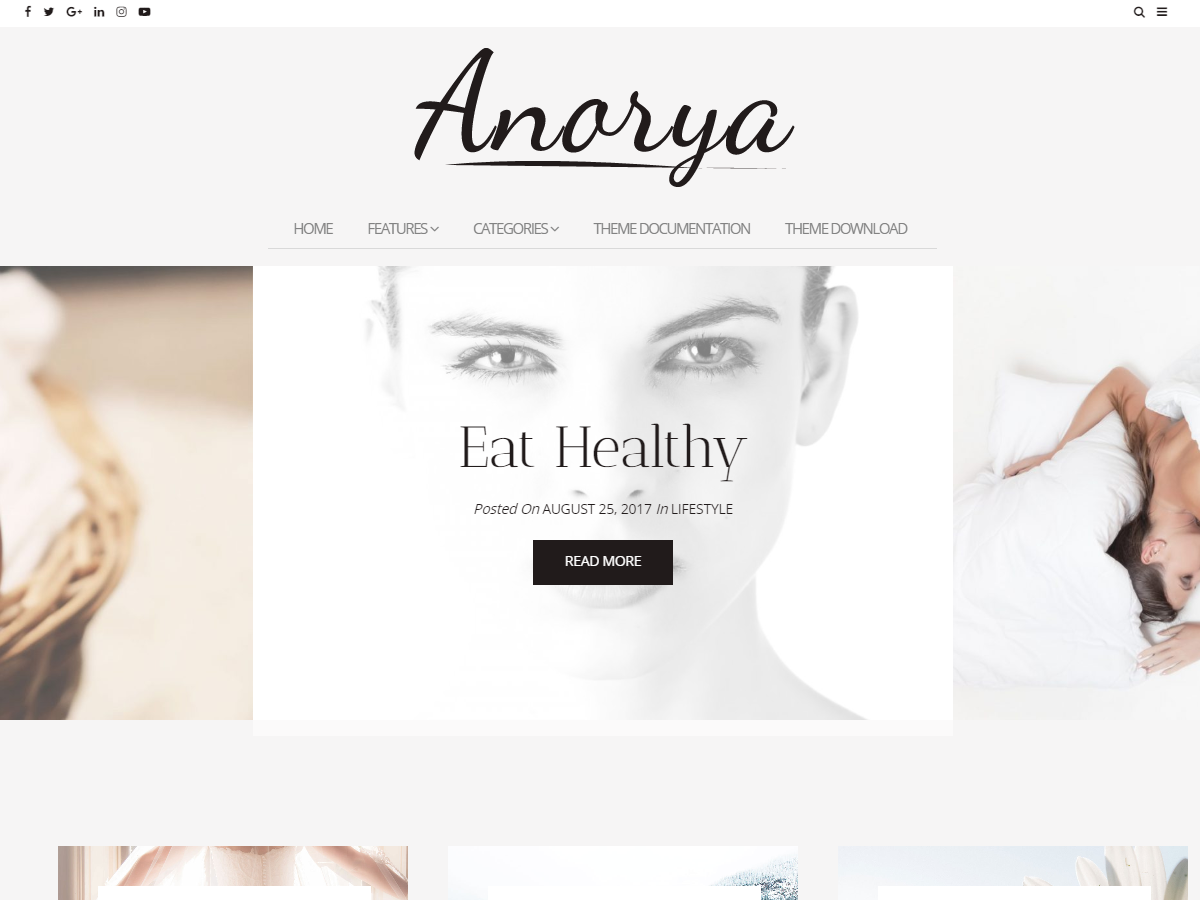 Anorya
HOME FEATURES CATEGORIES THEME DOCUMENTATION THEME DOWNLOAD
Eat Healthy
Posted On AUGUST 25, 2017 In LIFESTYLE
READ MORE